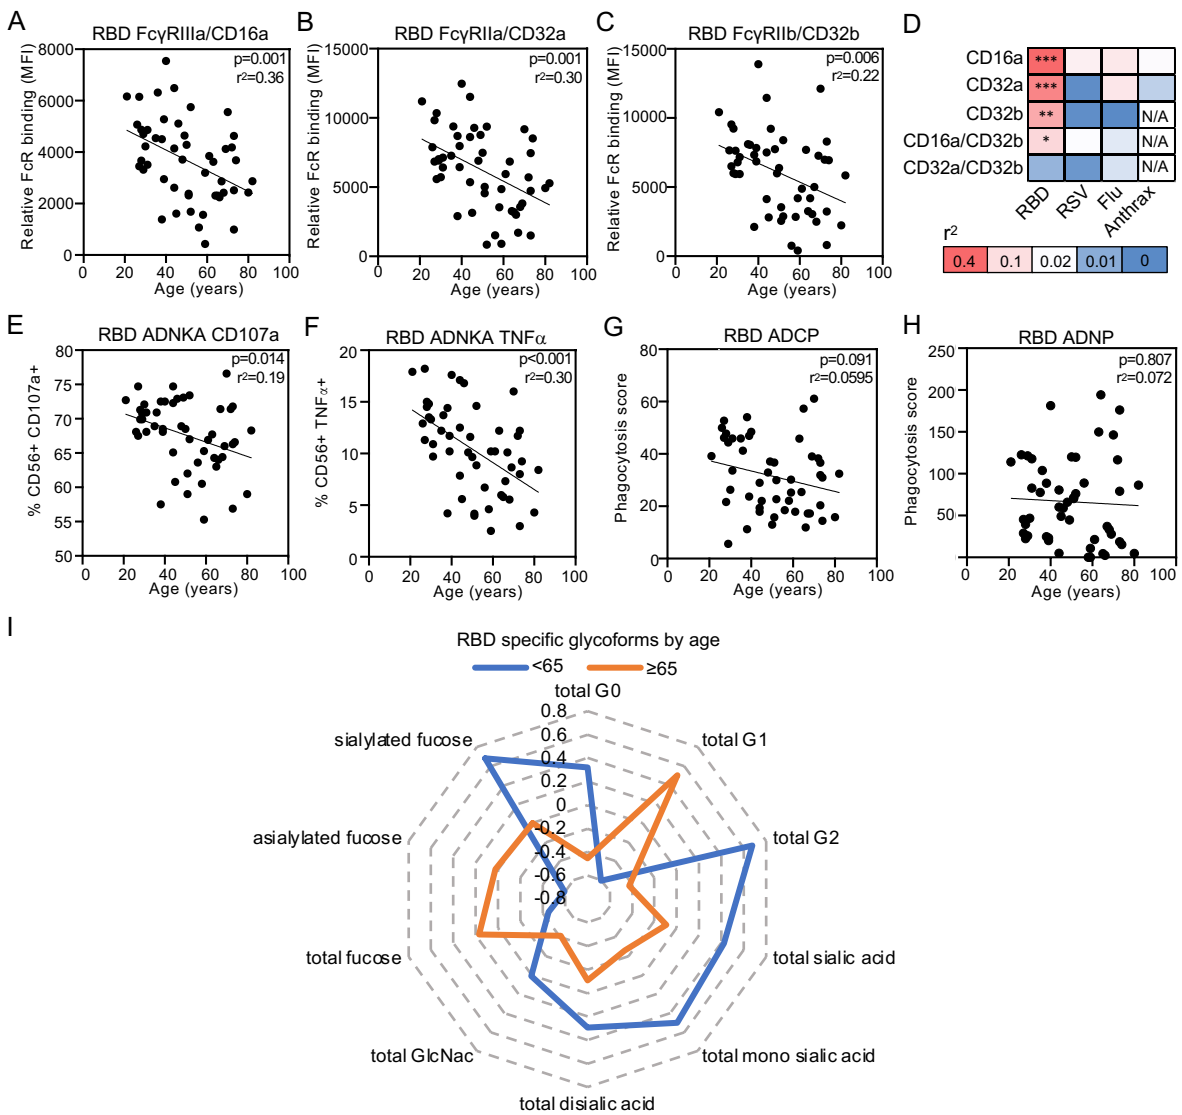 A
RBD FcγRIIIa/CD16a
Relative FcR binding (MFI)
8000
6000
4000
2000
0
p=0.001
r²=0.36
0 20 40 60 80 100
Age (years)
B
RBD FcγRIIa/CD32a
Relative FcR binding (MFI)
15000
10000
5000
0
p=0.001
r²=0.30
0 20 40 60 80 100
Age (years)
C
RBD FcγRIIb/CD32b
Relative FcR binding (MFI)
15000
10000
5000
0
p=0.006
r²=0.22
0 20 40 60 80 100
Age (years)
D
CD16a ***
CD32a ***
CD32b ** N/A
CD16a/CD32b * N/A
CD32a/CD32b N/A
RBD RSV Flu Anthrax
r²
0.4 0.1 0.02 0.01 0
E
RBD ADNKA CD107a
% CD56+ CD107a+
80
75
70
65
60
55
50
p=0.014
r²=0.19
0 20 40 60 80 100
Age (years)
F
RBD ADNKA TNFα
% CD56+ TNFα+
20
15
10
5
0
p<0.001
r²=0.30
0 20 40 60 80 100
Age (years)
G
RBD ADCP
Phagocytosis score
80
60
40
20
0
p=0.091
r²=0.0595
0 20 40 60 80 100
Age (years)
H
RBD ADNP
Phagocytosis score
250
200
150
100
50
p=0.807
r²=0.072
0 20 40 60 80 100
Age (years)
I
RBD specific glycoforms by age
<65 ≥65
total G0
0.8
0.6
0.4
0.2
0
-0.2
-0.4
-0.6
-0.8
total G1
total G2
total sialic acid
total mono sialic acid
total disialic acid
total GlcNac
total fucose
asialylated fucose
sialylated fucose